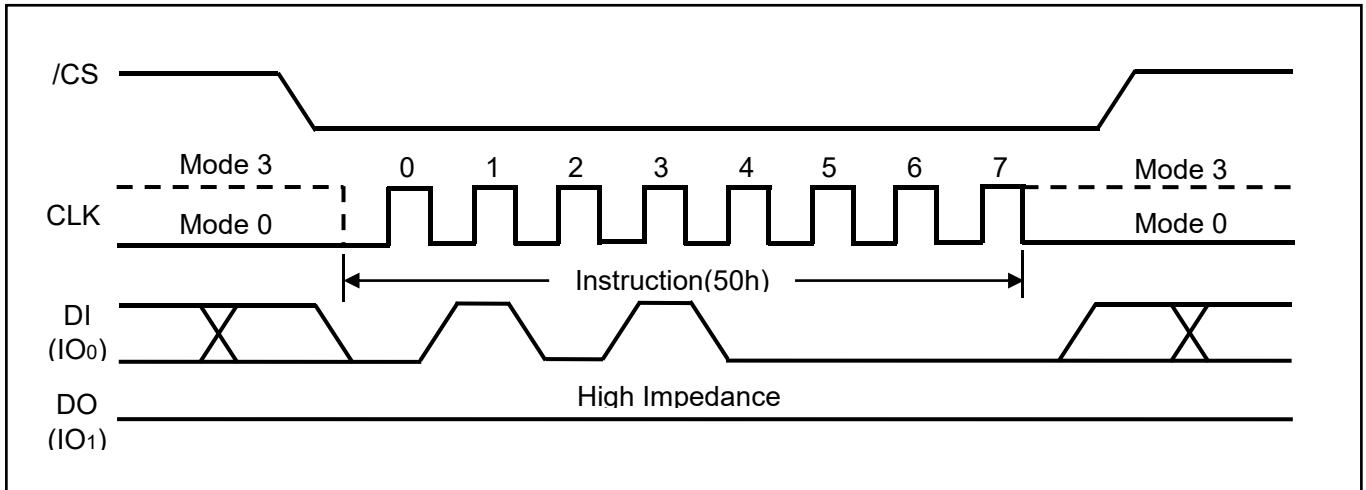 /CS
Mode 3
0 1 2 3 4 5 6 7
Mode 3
CLK
Mode 0
Mode 0
Instruction(50h)
DI
(IO0)
High Impedance
DO
(IO1)